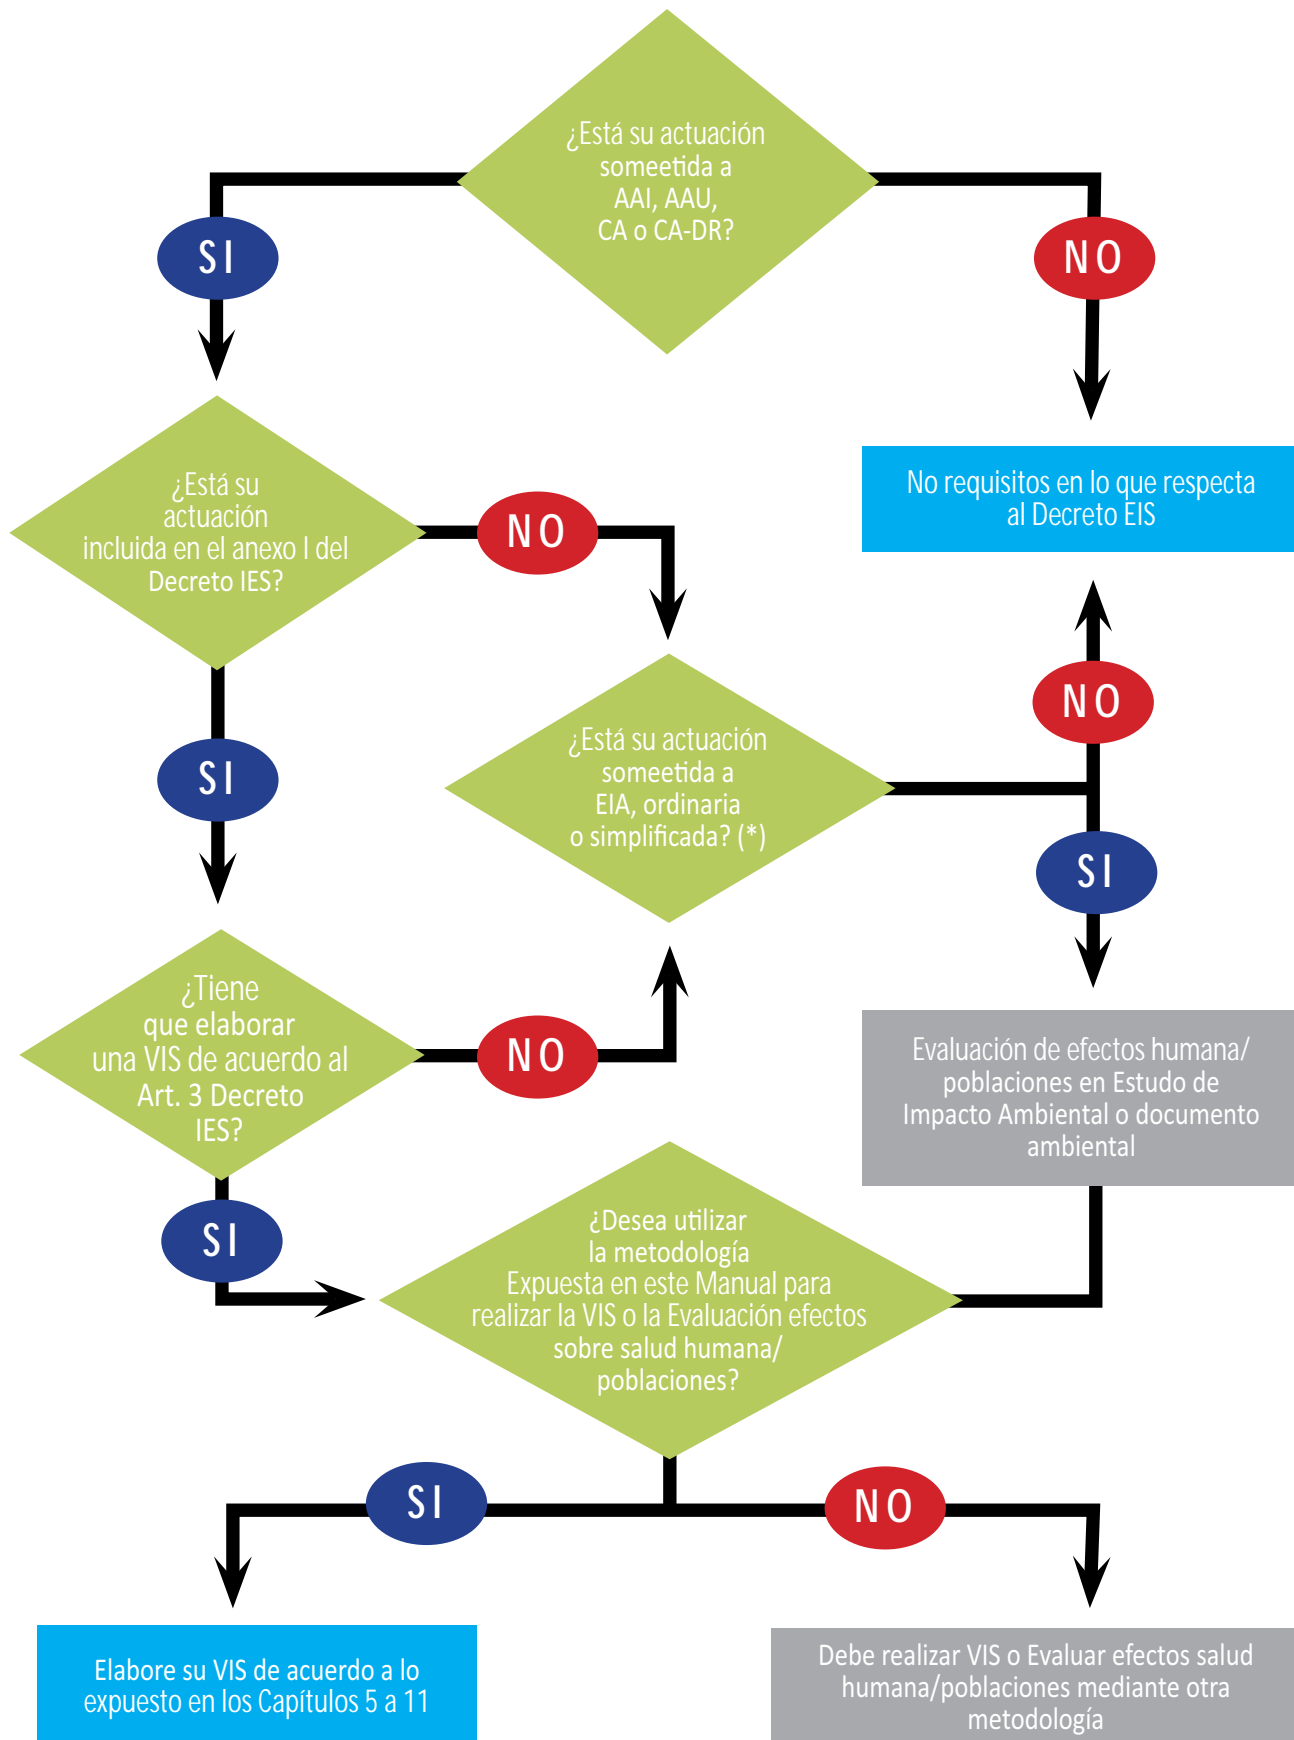 ¿Está su actuación
someetida a
AAI, AAU,
CA o CA-DR?
SI
NO
¿Está su
actuación
incluida en el anexo I del
Decreto IES?
NO
No requisitos en lo que respecta
al Decreto EIS
SI
NO
¿Está su actuación
someetida a
EIA, ordinaria
o simplificada? (*)
SI
¿Tiene
que elaborar
una VIS de acuerdo al
Art. 3 Decreto
IES?
NO
Evaluación de efectos humana/
poblaciones en Estudo de
Impacto Ambiental o documento
ambiental
SI
¿Desea utilizar
la metodología
Expuesta en este Manual para
realizar la VIS o la Evaluación efectos
sobre salud humana/
poblaciones?
SI
NO
Elabore su VIS de acuerdo a lo
expuesto en los Capítulos 5 a 11
Debe realizar VIS o Evaluar efectos salud
humana/poblaciones mediante otra
metodología